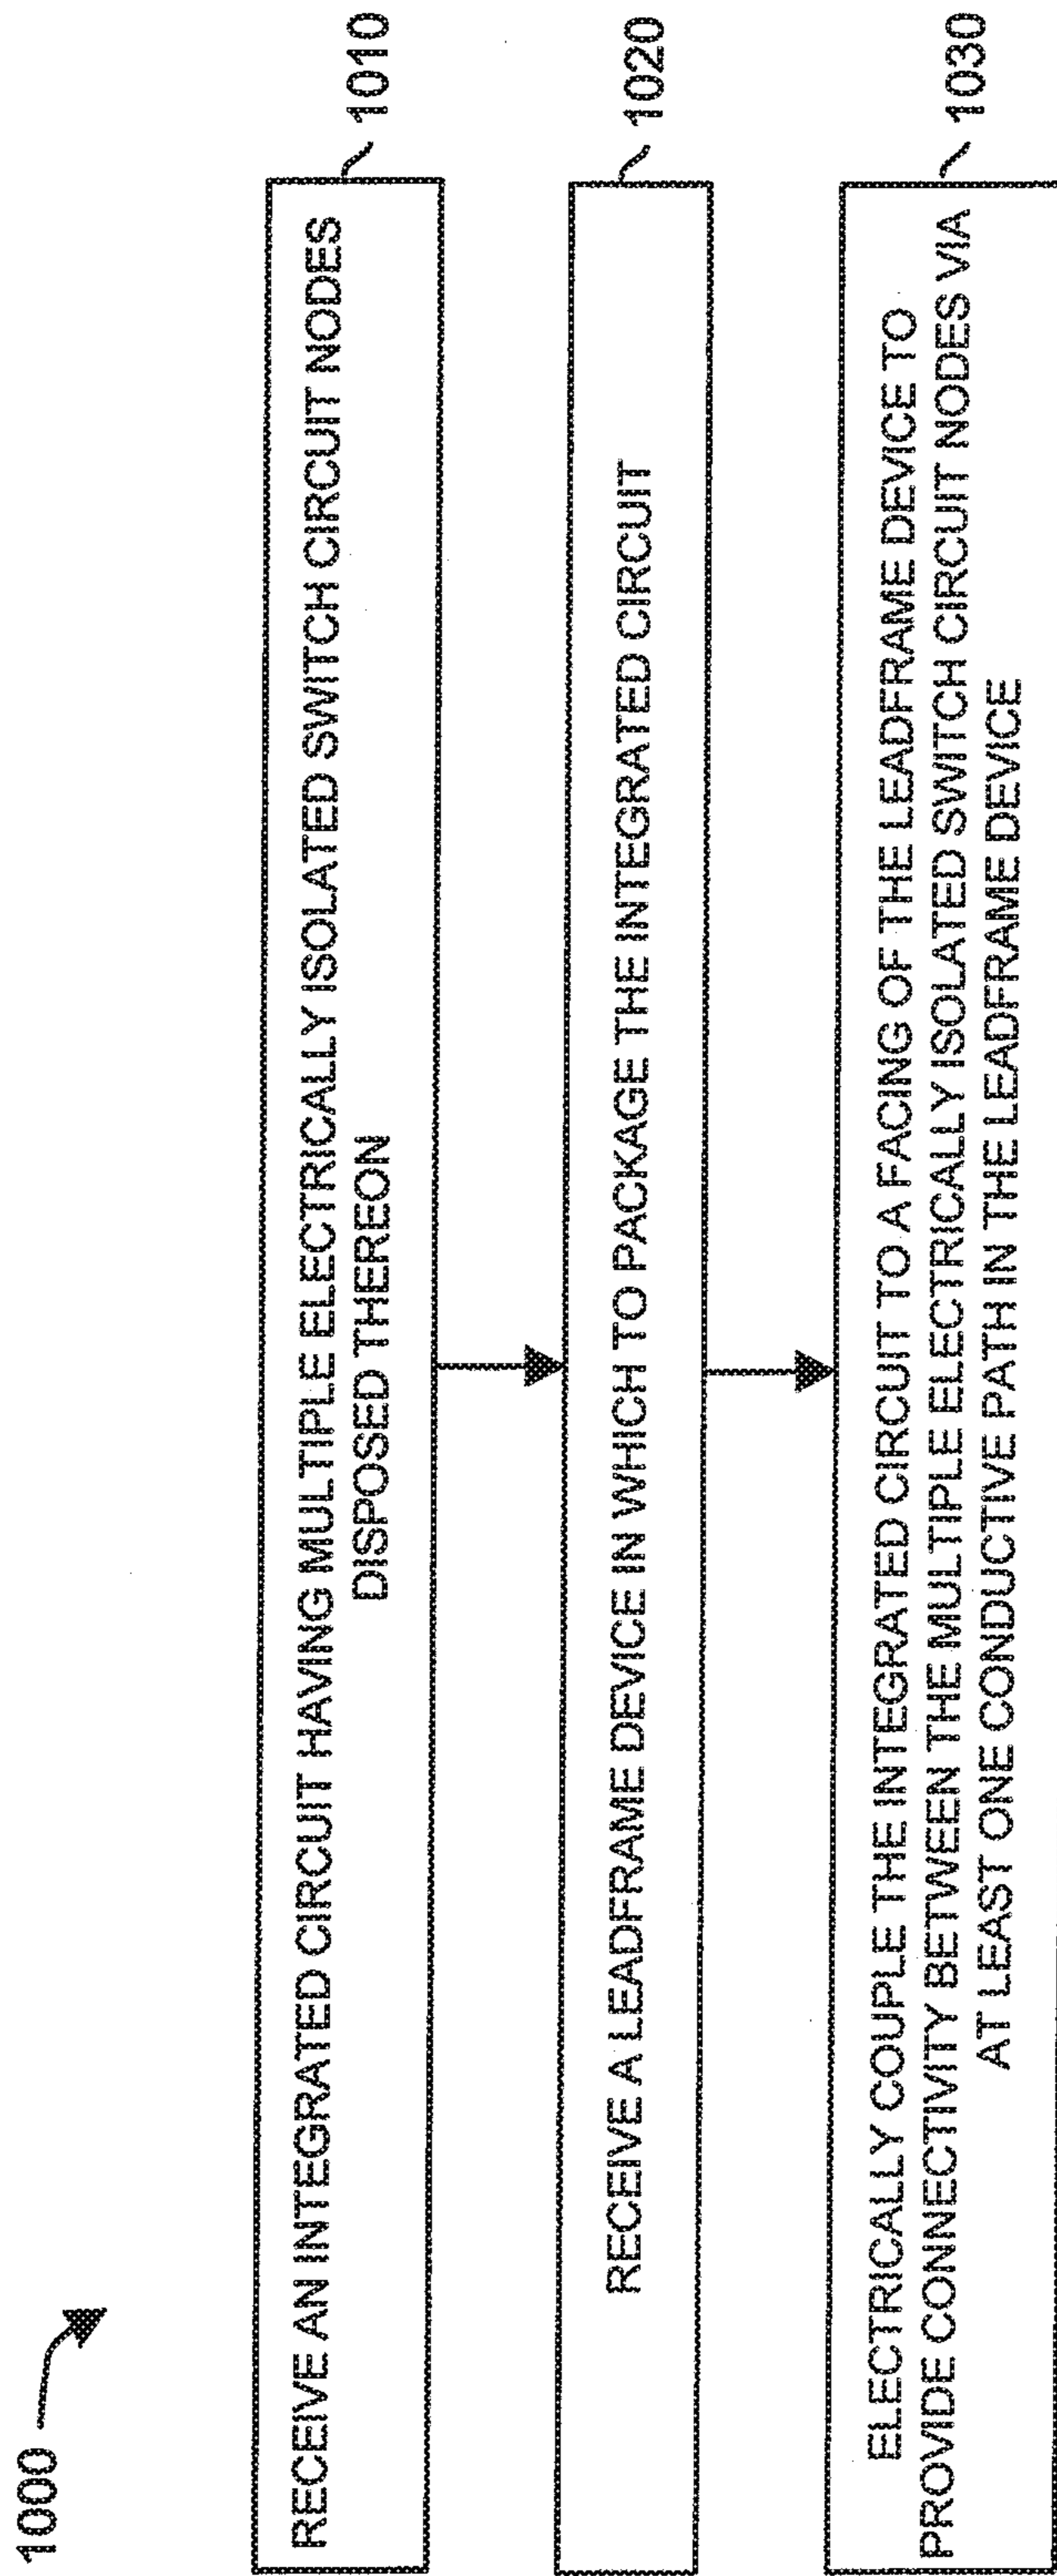 1000
RECEIVE AN INTEGRATED CIRCUIT HAVING MULTIPLE ELECTRICALLY ISOLATED SWITCH CIRCUIT NODES
DISPOSED THEREON
1010
RECEIVE A LEADFRAME DEVICE IN WHICH TO PACKAGE THE INTEGRATED CIRCUIT
1020
ELECTRICALLY COUPLE THE INTEGRATED CIRCUIT TO A FACING OF THE LEADFRAME DEVICE TO
PROVIDE CONNECTIVITY BETWEEN THE MULTIPLE ELECTRICALLY ISOLATED SWITCH CIRCUIT NODES VIA
AT LEAST ONE CONDUCTIVE PATH IN THE LEADFRAME DEVICE
1030